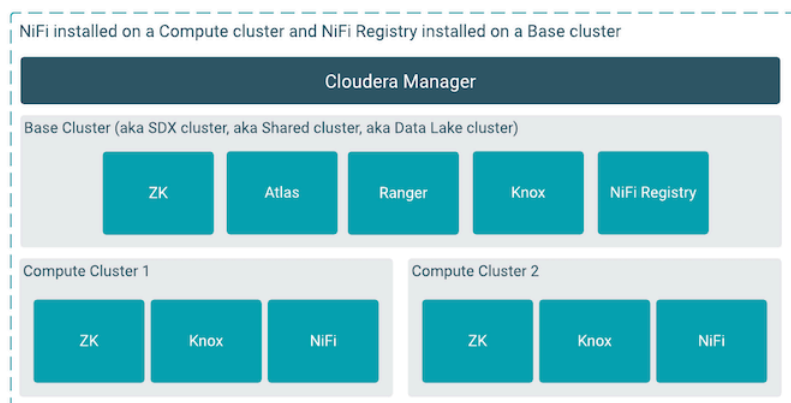 NiFi installed on a Compute cluster and NiFi Registry installed on a Base cluster
Cloudera Manager
Base Cluster (aka SDX cluster, aka Shared cluster, aka Data Lake cluster)
ZK
Atlas
Ranger
Knox
NiFi Registry
Compute Cluster 1
ZK
Knox
NiFi
Compute Cluster 2
ZK
Knox
NiFi